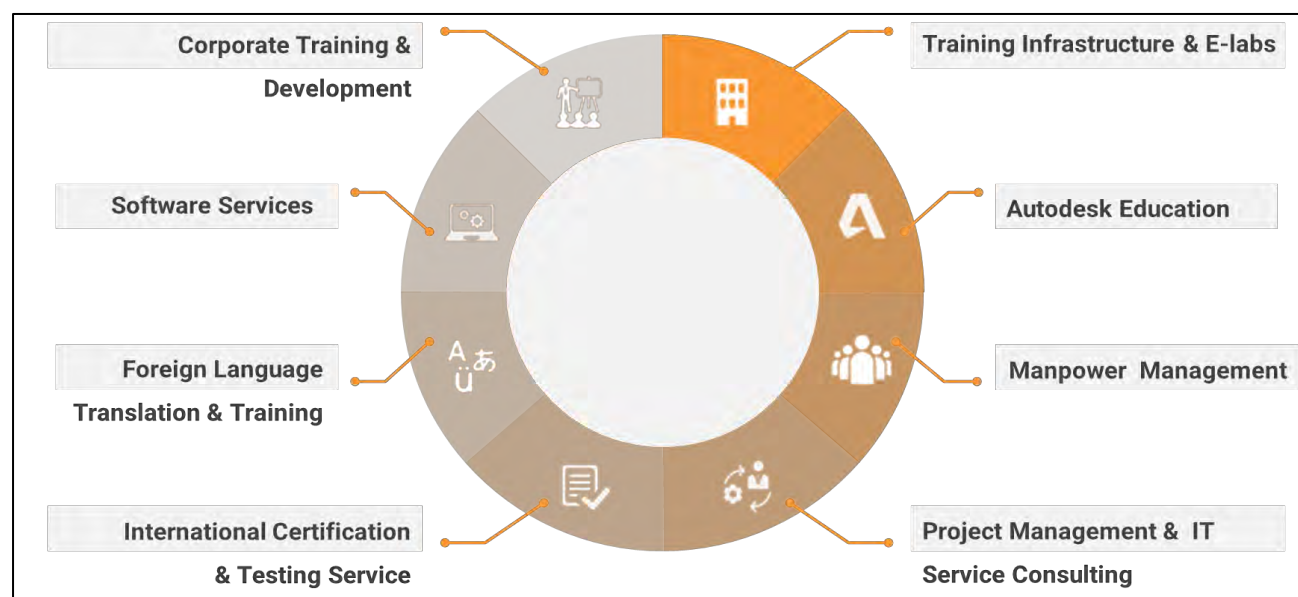 Corporate Training &
Development
Training Infrastructure & E-labs
Software Services
Autodesk Education
Foreign Language
Translation & Training
Manpower Management
International Certification
& Testing Service
Project Management & IT
Service Consulting
A あ
ü